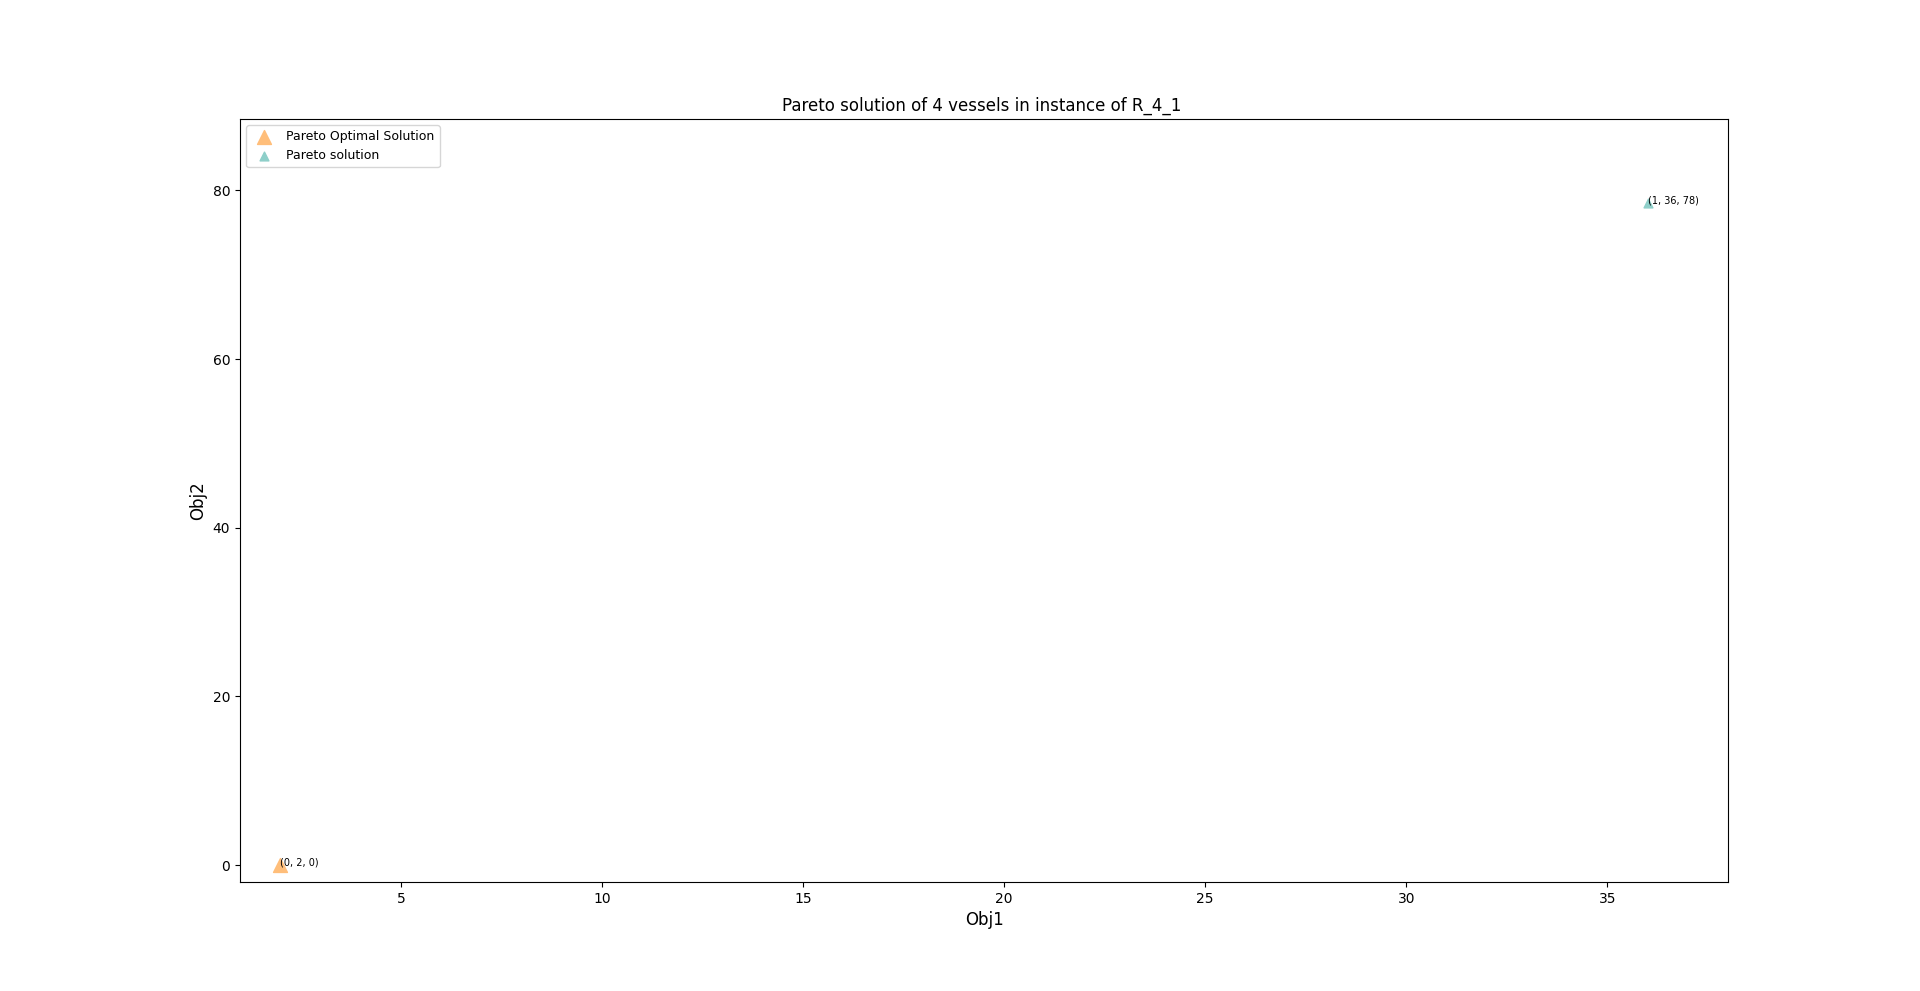 Pareto solution of 4 vessels in instance of R_4_1
Pareto Optimal Solution
Pareto solution
80
(1, 36, 78)
60
Obj2
40
20
0
(0, 2, 0)
5 10 15 20 25 30 35
Obj1